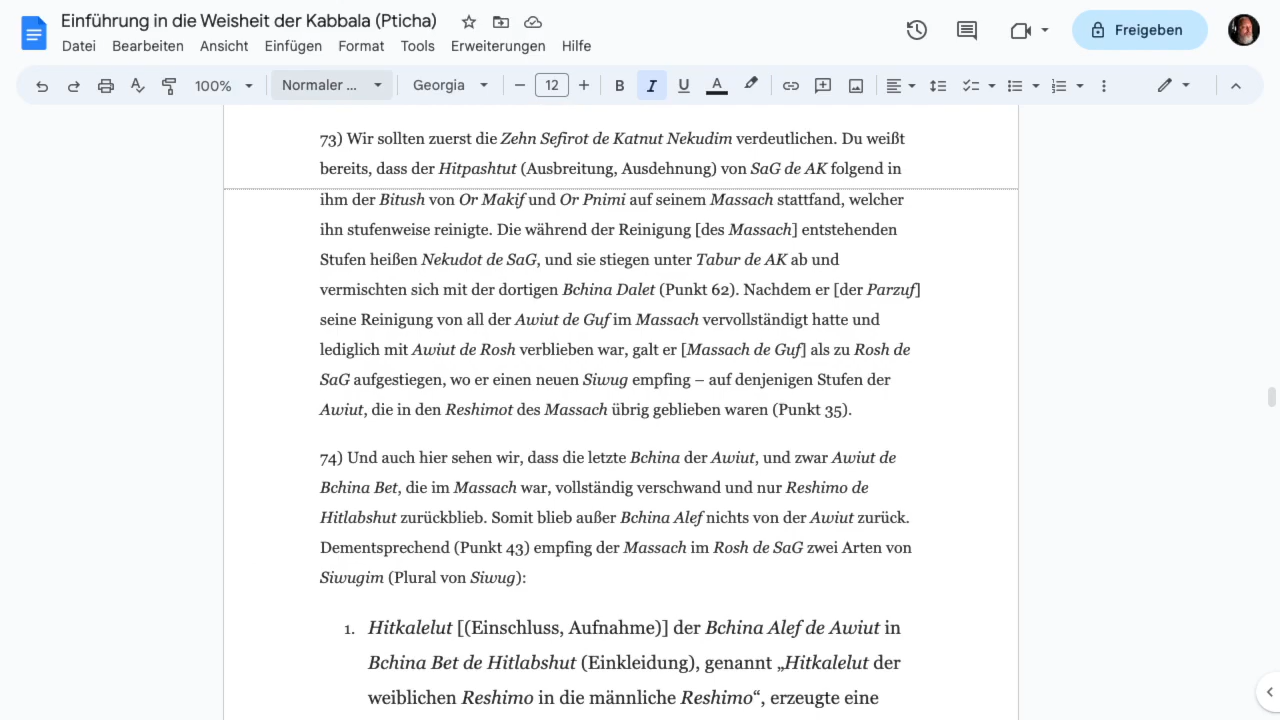 Einführung in die Weisheit der Kabbala (Pticha)
Datei Bearbeiten Ansicht Einfügen Format Tools Erweiterungen Hilfe
Freigeben
100% Normaler ... Georgia 12 B I U A
73) Wir sollten zuerst die Zehn Sefirot de Katnut Nekudim verdeutlichen. Du weißt
bereits, dass der Hitpashtut (Ausbreitung, Ausdehnung) von SaG de AK folgend in
ihm der Bitush von Or Makif und Or Pnimi auf seinem Massach stattfand, welcher
ihn stufenweise reinigte. Die während der Reinigung [des Massach] entstehenden
Stufen heißen Nekudot de SaG, und sie stiegen unter Tabur de AK ab und
vermischten sich mit der dortigen Bchina Dalet (Punkt 62). Nachdem er [der Parzuf]
seine Reinigung von all der Awiut de Guf im Massach vervollständigt hatte und
lediglich mit Awiut de Rosh verblieben war, galt er [Massach de Guf] als zu Rosh de
SaG aufgestiegen, wo er einen neuen Siwug empfing – auf denjenigen Stufen der
Awiut, die in den Reshimot des Massach übrig geblieben waren (Punkt 35).
74) Und auch hier sehen wir, dass die letzte Bchina der Awiut, und zwar Awiut de
Bchina Bet, die im Massach war, vollständig verschwand und nur Reshimo de
Hitlabshut zurückblieb. Somit blieb außer Bchina Alef nichts von der Awiut zurück.
Dementsprechend (Punkt 43) empfing der Massach im Rosh de SaG zwei Arten von
Siwugim (Plural von Siwug):
1. Hitkalelut [(Einschluss, Aufnahme)] der Bchina Alef de Awiut in
Bchina Bet de Hitlabshut (Einkleidung), genannt „Hitkalelut der
weiblichen Reshimo in die männliche Reshimo“, erzeugte eine